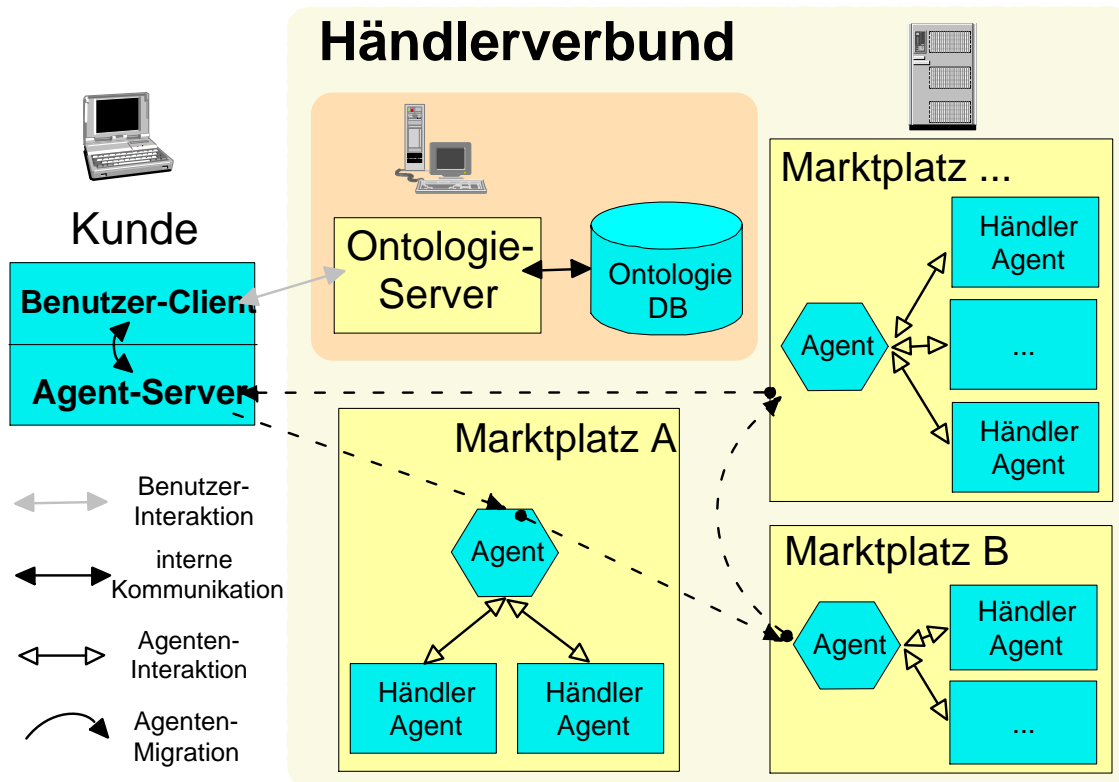 Händlerverbund
Kunde
Benutzer-Client
Agent-Server
Ontologie-
Server
Ontologie
DB
Marktplatz ...
Agent
Händler
Agent
...
Händler
Agent
Marktplatz A
Agent
Händler
Agent
Händler
Agent
Marktplatz B
Agent
Händler
Agent
...
Benutzer-
Interaktion
interne
Kommunikation
Agenten-
Interaktion
Agenten-
Migration